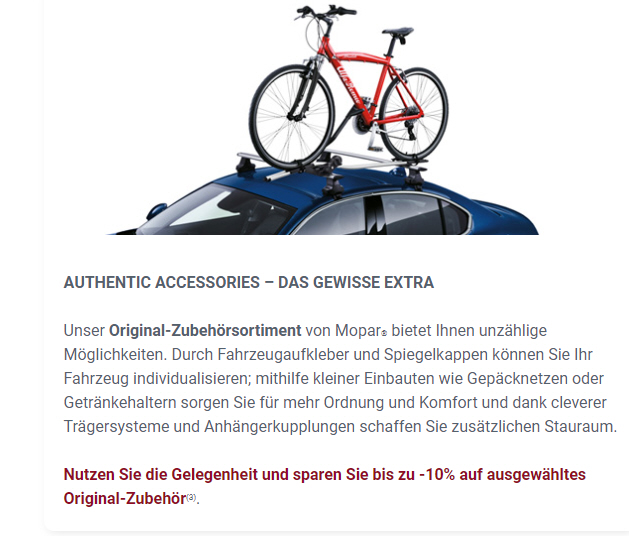 Alfa Romeo
AUTHENTIC ACCESSORIES – DAS GEWISSE EXTRA
Unser Original-Zubehörsortiment von Mopar® bietet Ihnen unzählige
Möglichkeiten. Durch Fahrzeugaufkleber und Spiegelkappen können Sie Ihr
Fahrzeug individualisieren; mithilfe kleiner Einbauten wie Gepäcknetzen oder
Getränkehaltern sorgen Sie für mehr Ordnung und Komfort und dank cleverer
Trägersysteme und Anhängerkupplungen schaffen Sie zusätzlichen Stauraum.
Nutzen Sie die Gelegenheit und sparen Sie bis zu -10% auf ausgewähltes
Original-Zubehör(3).